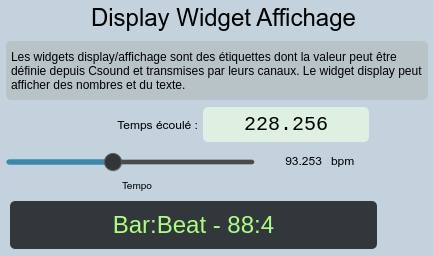 Display Widget Affichage
Les widgets display/affichage sont des étiquettes dont la valeur peut être
définie depuis Csound et transmises par leurs canaux. Le widget display peut
afficher des nombres et du texte.
Temps écoulé : 228.256
93.253 bpm
Tempo
Bar:Beat - 88:4